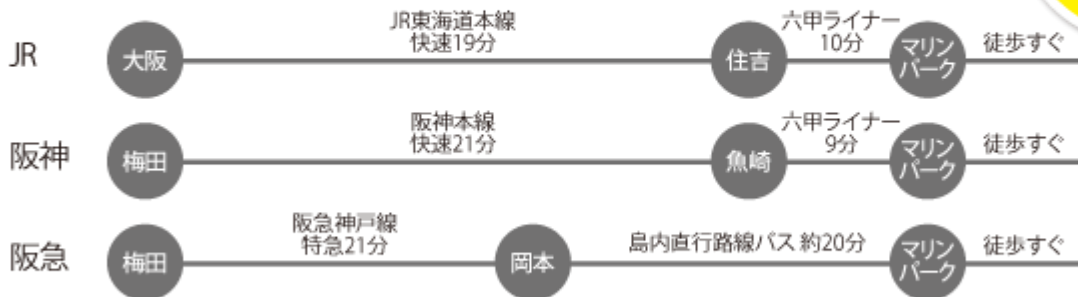 JR
大阪
JR東海道本線
快速19分
住吉
六甲ライナー
10分
マリン
パーク
徒歩すぐ
阪神
梅田
阪神本線
快速21分
魚崎
六甲ライナー
9分
マリン
パーク
徒歩すぐ
阪急
梅田
阪急神戸線
特急21分
岡本
島内直行路線バス 約20分
マリン
パーク
徒歩すぐ